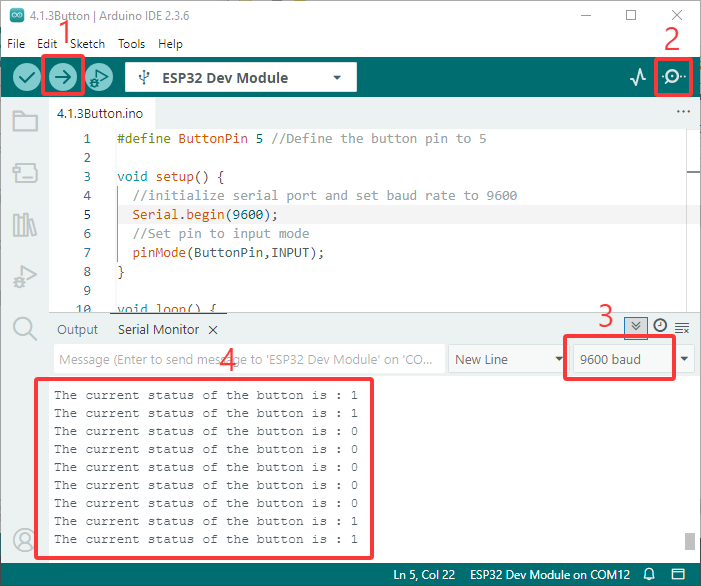 4.1.3Button | Arduino IDE 2.3.6
File Edit Sketch Tools Help
1
2
ESP32 Dev Module
4.1.3Button.ino
1 #define ButtonPin 5 //Define the button pin to 5
2
3 void setup() {
4 //initialize serial port and set baud rate to 9600
5 Serial.begin(9600);
6 //Set pin to input mode
7 pinMode(ButtonPin,INPUT);
8 }
9
10 void loop() {
3
Output Serial Monitor
Message (Enter to send message to 'ESP32 Dev Module' on 'CO... New Line 9600 baud
4
The current status of the button is : 1
The current status of the button is : 1
The current status of the button is : 0
The current status of the button is : 0
The current status of the button is : 0
The current status of the button is : 0
The current status of the button is : 0
The current status of the button is : 1
The current status of the button is : 1
Ln 5, Col 22 ESP32 Dev Module on COM12